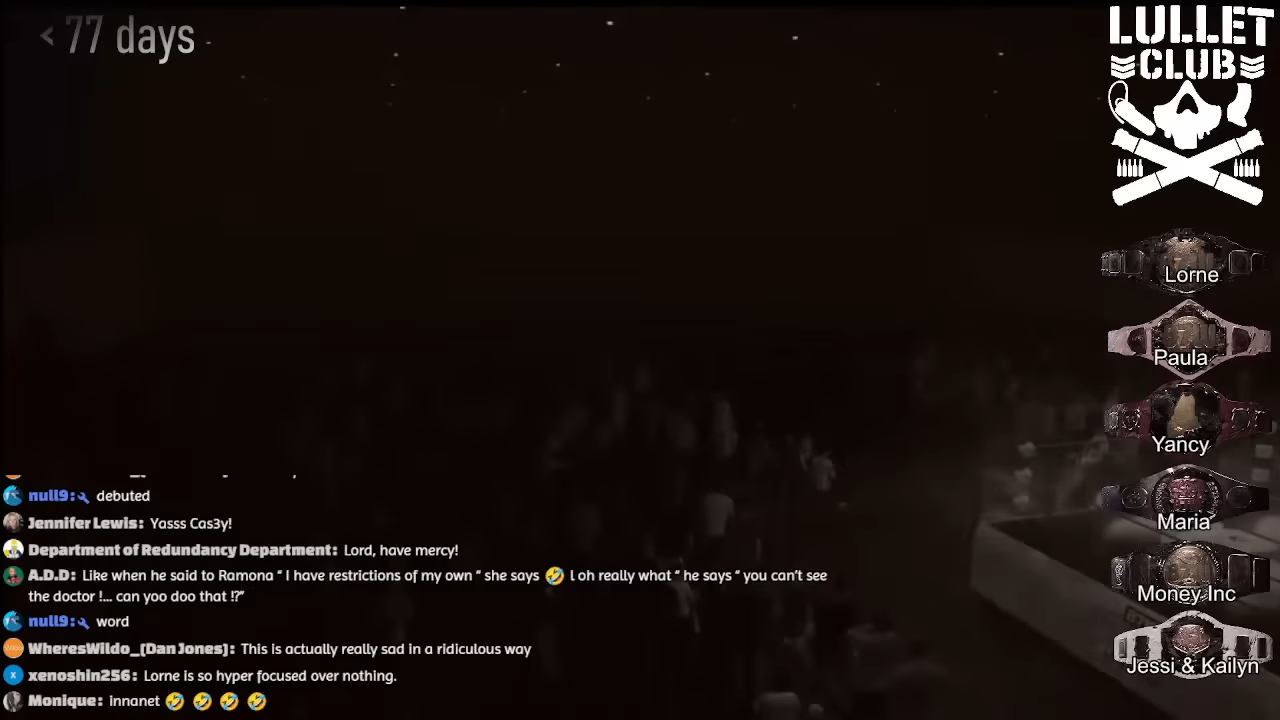 < 77 days
LULLET
CLUB
Lorne
Paula
Yancy
Maria
Money Inc
Jessi & Kailyn
null9: debuted
Jennifer Lewis: Yasss Cas3y!
Department of Redundancy Department: Lord, have mercy!
A.D.D: Like when he said to Ramona “ I have restrictions of my own “ she says 🤣 l oh really what “ he says “ you can’t see
the doctor !... can yoo doo that !?”
null9: word
WheresWildo_(Dan Jones): This is actually really sad in a ridiculous way
xenoshin256: Lorne is so hyper focused over nothing.
Monique: innanet 🤣 🤣 🤣 🤣